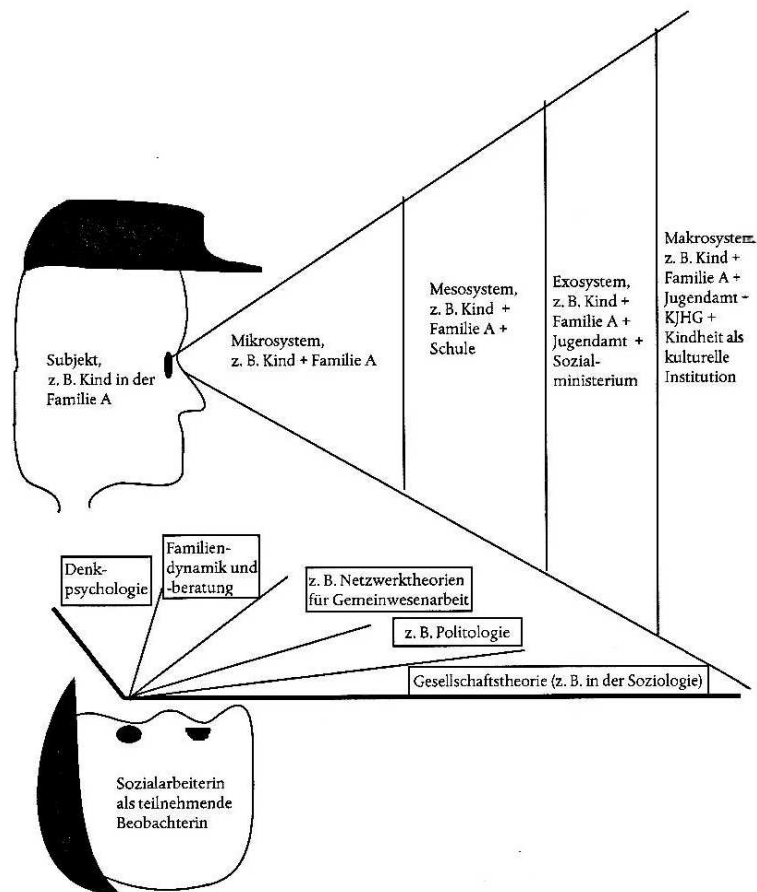 Subjekt,
z. B. Kind in der
Familie A
Mikrosystem,
z. B. Kind + Familie A
Mesosystem,
z. B. Kind +
Familie A +
Schule
Exosystem,
z. B. Kind +
Familie A +
Jugendamt +
Sozial-
ministerium
Makrosystem,
z. B. Kind +
Familie A +
Jugendamt +
KJHG +
Kindheit als
kulturelle
Institution
Denk-
psychologie
Familien-
dynamik und
-beratung
z. B. Netzwerktheorien
für Gemeinwesenarbeit
z. B. Politologie
Gesellschaftstheorie (z. B. in der Soziologie)
Sozialarbeiterin
als teilnehmende
Beobachterin